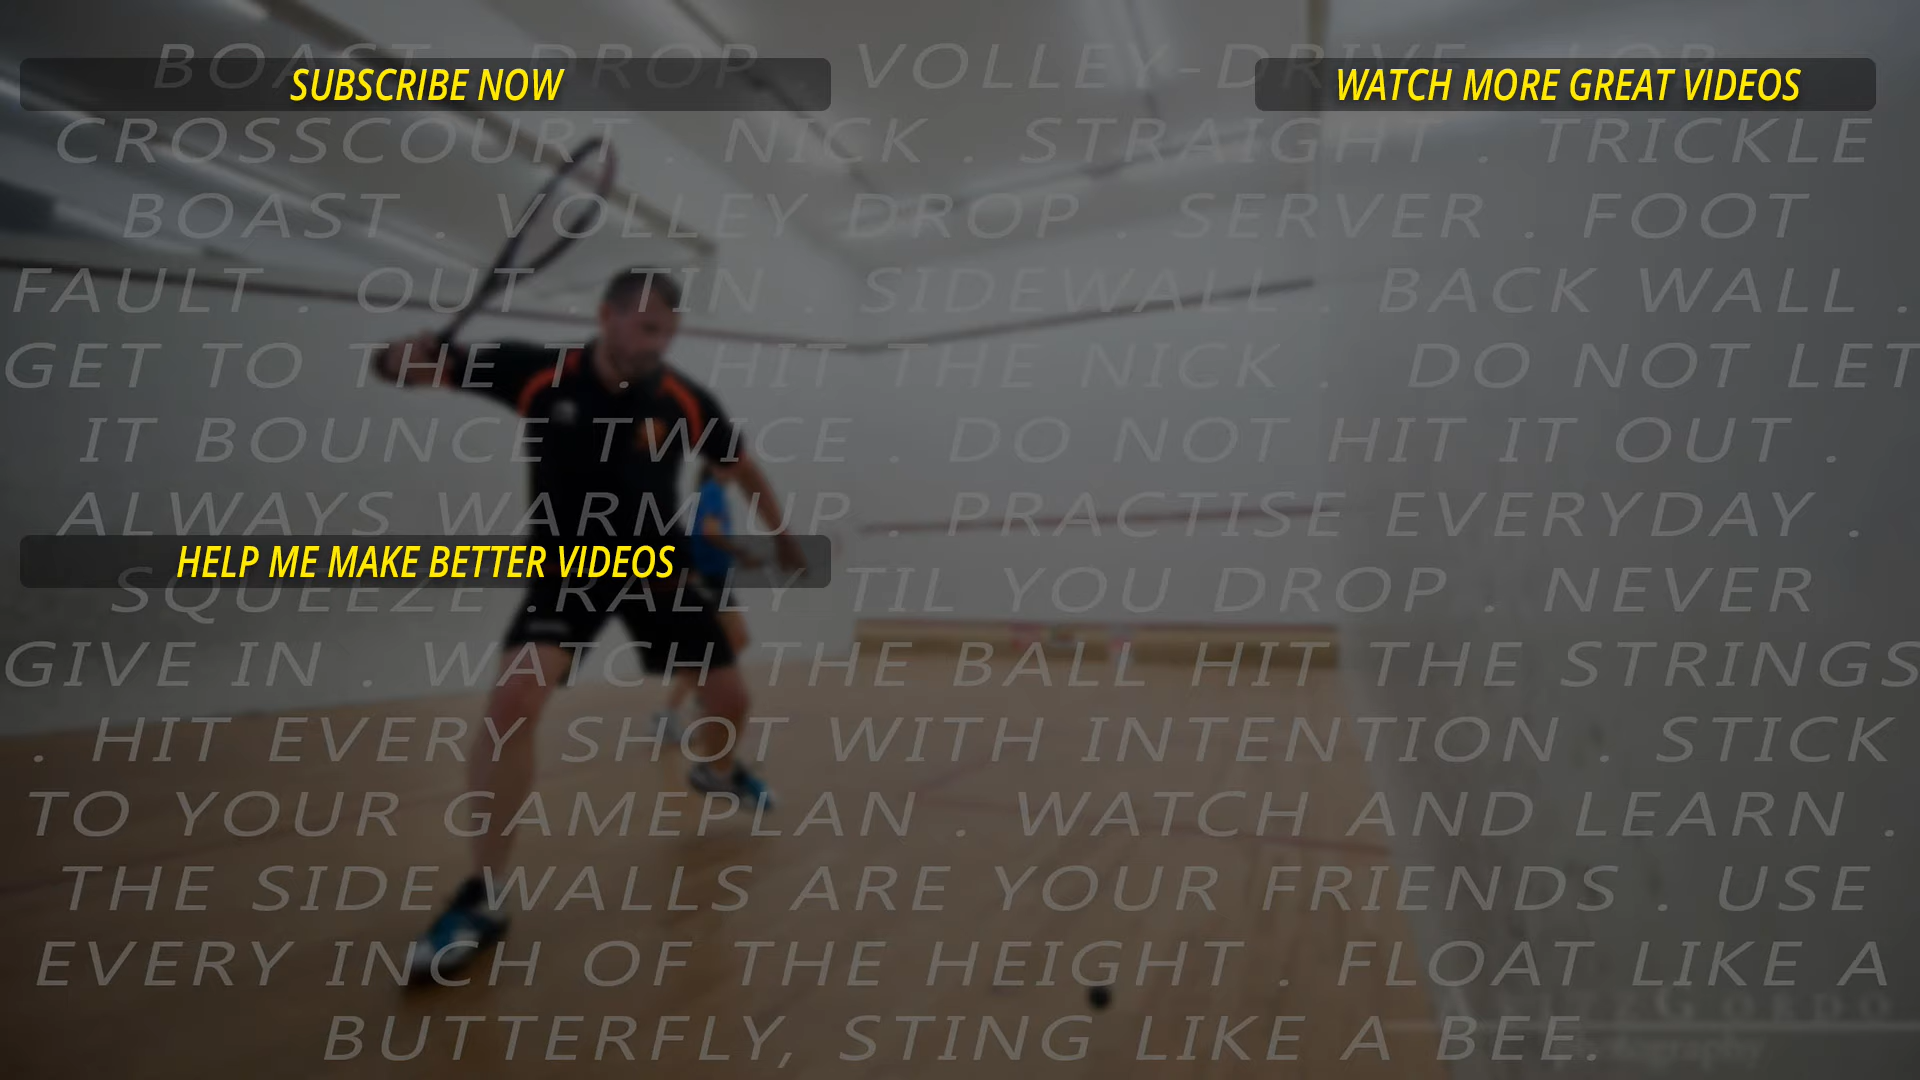 BOAST . DROP . VOLLEY-DRIVE . LOB .
SUBSCRIBE NOW
WATCH MORE GREAT VIDEOS
CROSSCOURT . NICK . STRAIGHT . TRICKLE
BOAST . VOLLEY DROP . SERVER . FOOT
FAULT . OUT . TIN . SIDEWALL . BACK WALL .
GET TO THE T . HIT THE NICK . DO NOT LET
IT BOUNCE TWICE . DO NOT HIT IT OUT .
ALWAYS WARM UP . PRACTISE EVERYDAY .
HELP ME MAKE BETTER VIDEOS
SQUEEZE .RALLY TIL YOU DROP . NEVER
GIVE IN . WATCH THE BALL HIT THE STRINGS
. HIT EVERY SHOT WITH INTENTION . STICK
TO YOUR GAMEPLAN . WATCH AND LEARN .
THE SIDE WALLS ARE YOUR FRIENDS . USE
EVERY INCH OF THE HEIGHT . FLOAT LIKE A
BUTTERFLY, STING LIKE A BEE.